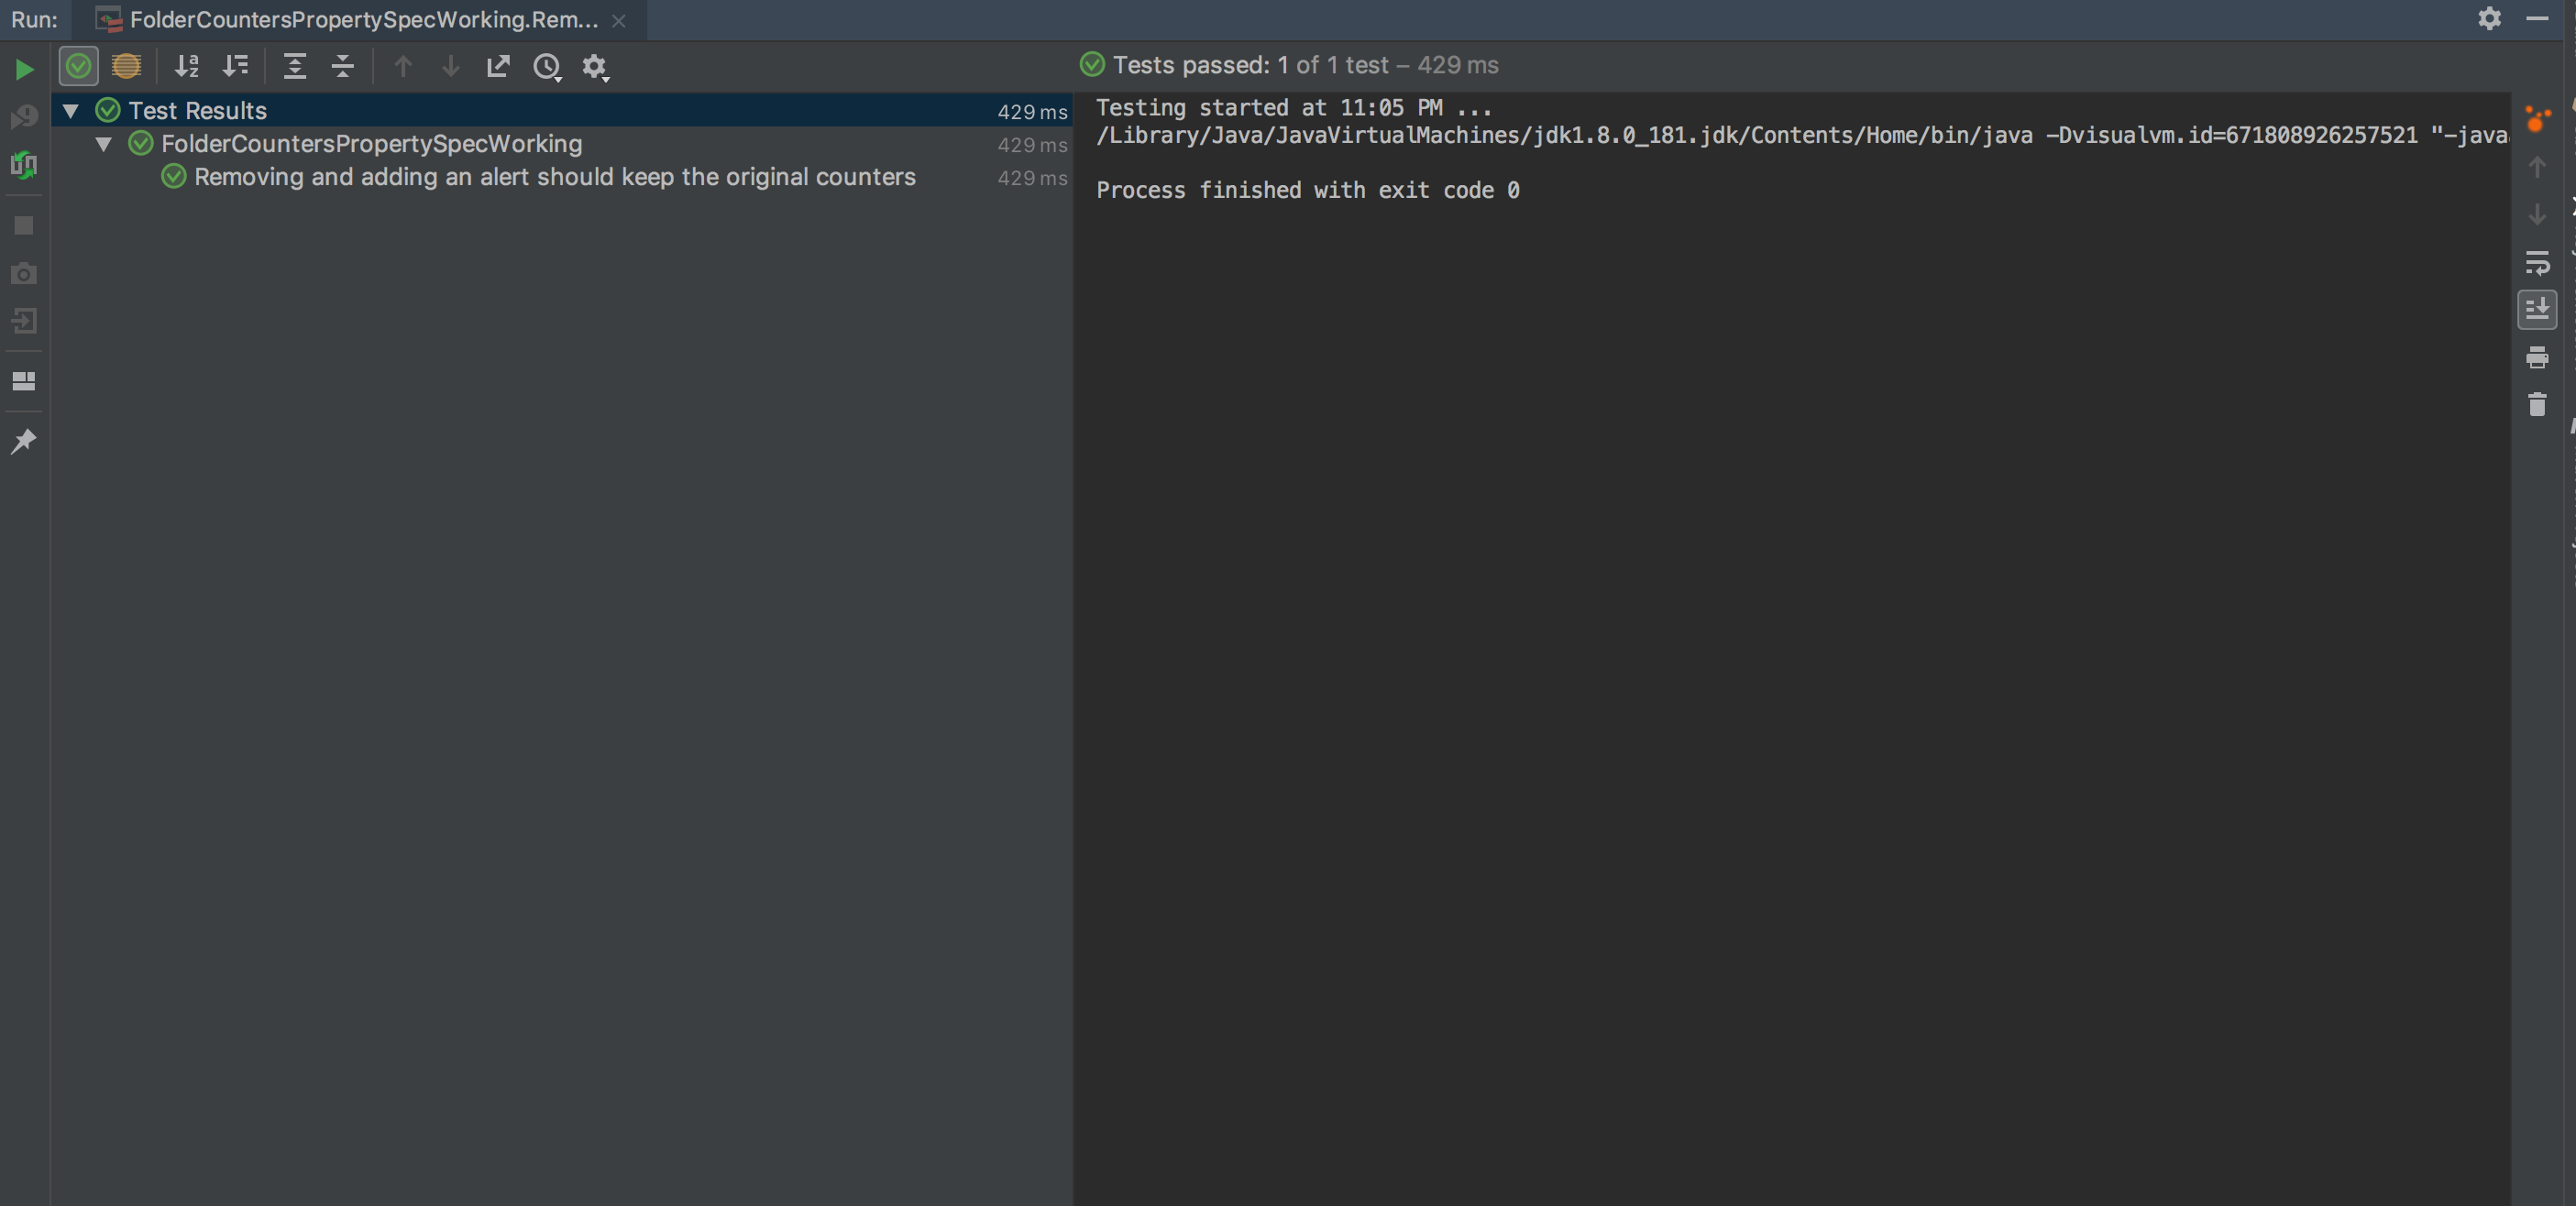 Run: FolderCountersPropertySpecWorking.Rem...
Tests passed: 1 of 1 test – 429 ms
Test Results 429 ms
FolderCountersPropertySpecWorking 429 ms
Removing and adding an alert should keep the original counters 429 ms
Testing started at 11:05 PM ...
/Library/Java/JavaVirtualMachines/jdk1.8.0_181.jdk/Contents/Home/bin/java -Dvisualvm.id=671808926257521 "-java
Process finished with exit code 0